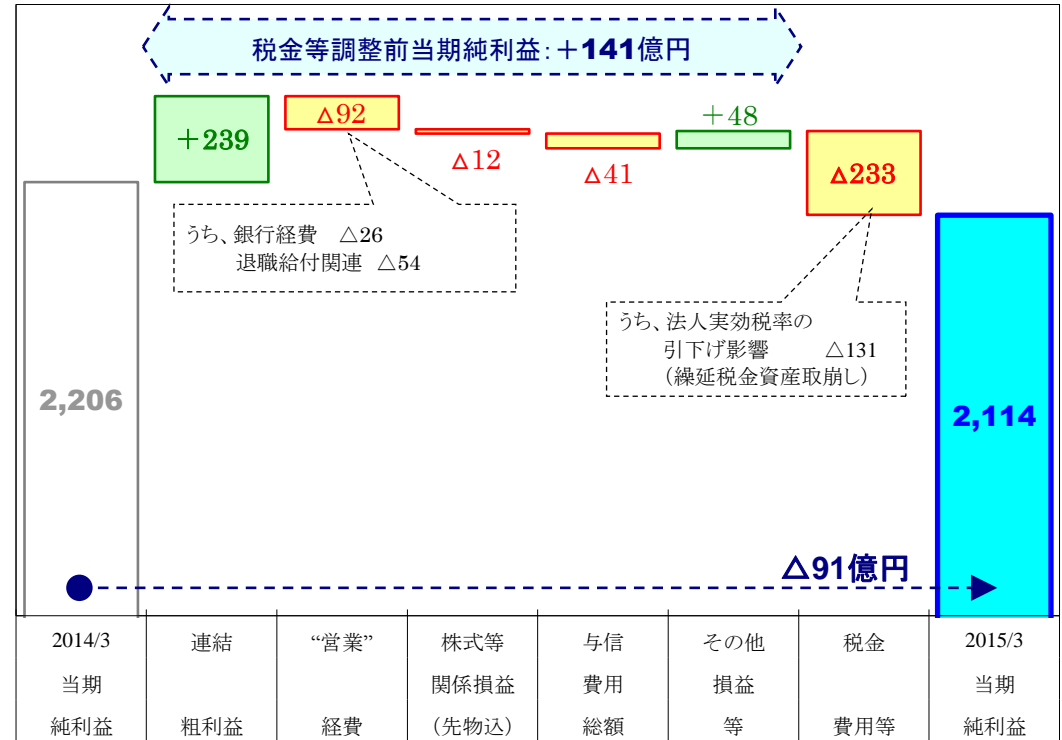 税金等調整前当期純利益：＋141億円
＋239
△92
△12
△41
＋48
△233
うち、銀行経費 △26
退職給付関連 △54
うち、法人実効税率の
引下げ影響 △131
（繰延税金資産取崩し）
2,206
2,114
△91億円
2014/3
当期
純利益
連結
粗利益
“営業”
経費
株式等
関係損益
（先物込）
与信
費用
総額
その他
損益
等
税金
費用等
2015/3
当期
純利益